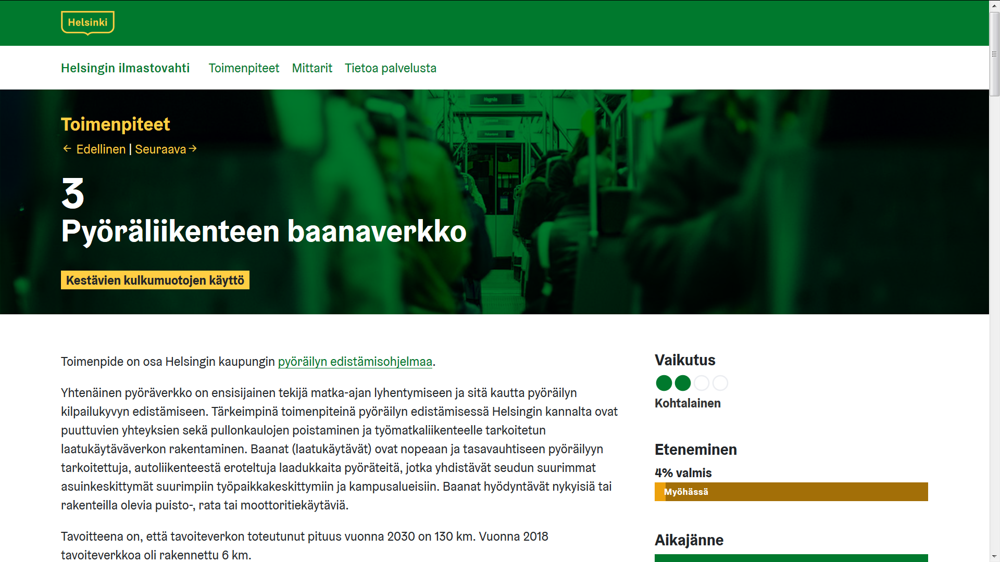 Helsinki
Helsingin ilmastovahti Toimenpiteet Mittarit Tietoa palvelusta
Toimenpiteet
← Edellinen | Seuraava →
3
Pyöräliikenteen baanaverkko
Kestävien kulkumuotojen käyttö
Toimenpide on osa Helsingin kaupungin pyöräilyn edistämisohjelmaa.
Yhtenäinen pyöräverkko on ensisijainen tekijä matka-ajan lyhentymiseen ja sitä kautta pyöräilyn
kilpailukyvyn edistämiseen. Tärkeimpinä toimenpiteinä pyöräilyn edistämisessä Helsingin kannalta ovat
puuttuvien yhteyksien sekä pullonkaulojen poistaminen ja työmatkaliikenteelle tarkoitetun
laatukäytäväverkon rakentaminen. Baanat (laatukäytävät) ovat nopeaan ja tasavauhtiseen pyöräilyyn
tarkoitettuja, autoliikenteestä eroteltuja laadukkaita pyöräteitä, jotka yhdistävät seudun suurimmat
asuinkeskittymät suurimpiin työpaikkakeskittymiin ja kampusalueisiin. Baanat hyödyntävät nykyisiä tai
rakenteilla olevia puisto-, rata tai moottoritiekäytäviä.
Tavoitteena on, että tavoiteverkon toteutunut pituus vuonna 2030 on 130 km. Vuonna 2018
tavoiteverkkoa oli rakennettu 6 km.
Vaikutus
Kohtalainen
Eteneminen
4% valmis
Myöhässä
Aikajänne